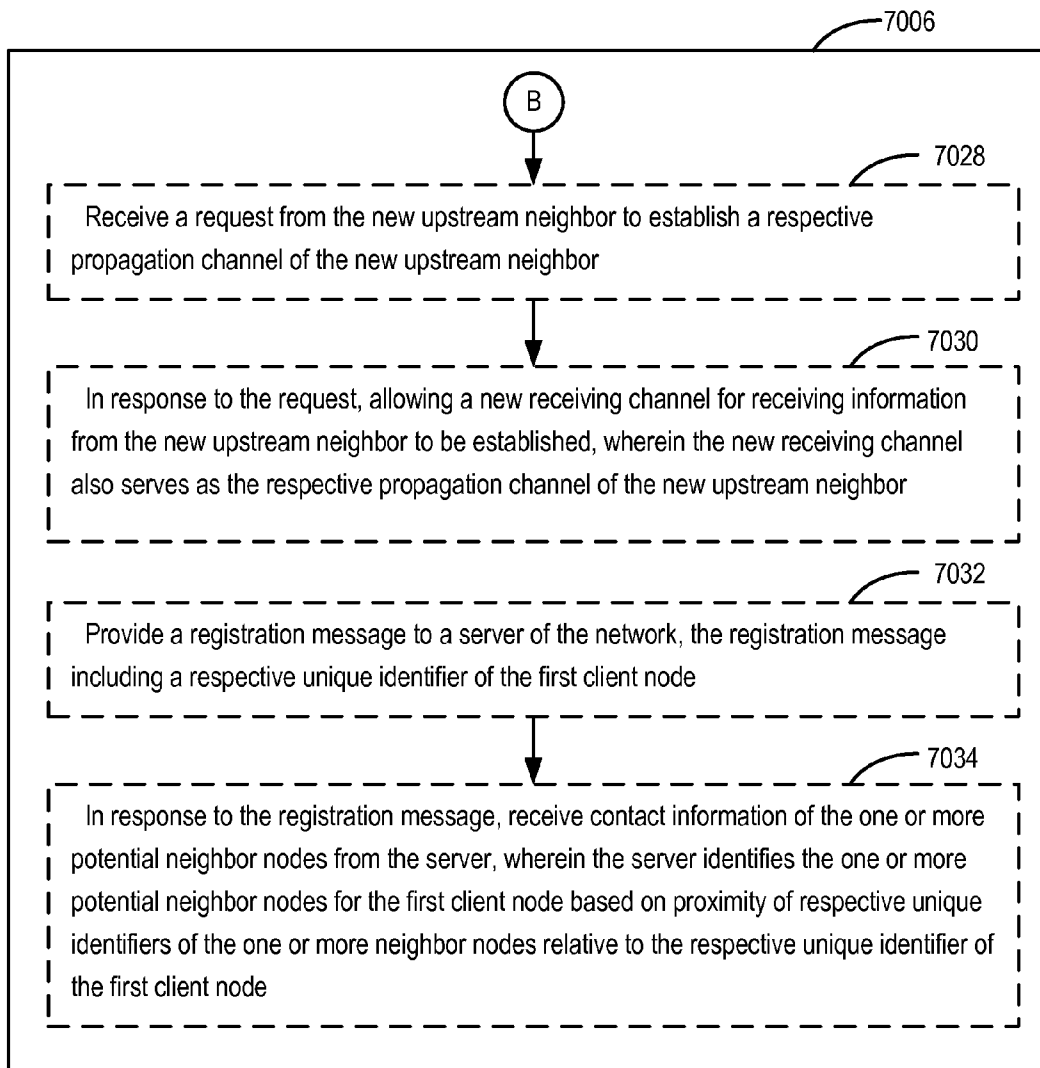 7006
B
7028
Receive a request from the new upstream neighbor to establish a respective
propagation channel of the new upstream neighbor
7030
In response to the request, allowing a new receiving channel for receiving information
from the new upstream neighbor to be established, wherein the new receiving channel
also serves as the respective propagation channel of the new upstream neighbor
7032
Provide a registration message to a server of the network, the registration message
including a respective unique identifier of the first client node
7034
In response to the registration message, receive contact information of the one or more
potential neighbor nodes from the server, wherein the server identifies the one or more
potential neighbor nodes for the first client node based on proximity of respective unique
identifiers of the one or more neighbor nodes relative to the respective unique identifier of
the first client node